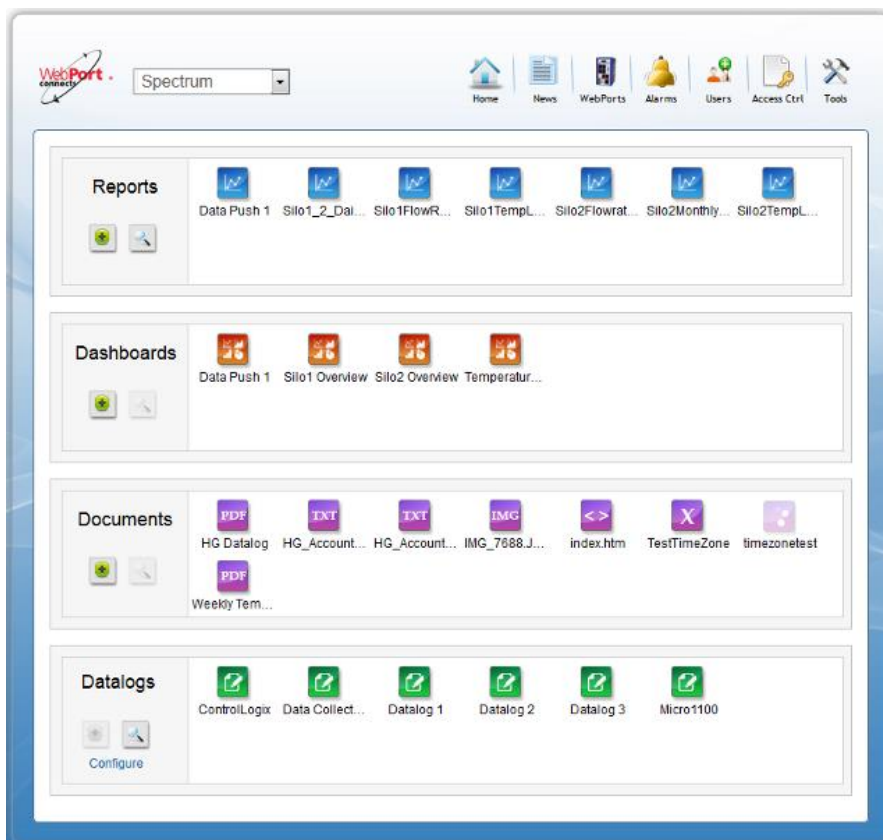 WebPort
connects
Spectrum
Home News WebPorts Alarms Users Access Ctrl Tools
Reports
Data Push 1 Silo1_2_Dai... Silo1FlowR... Silo1TempL... Silo2Flowrat... Silo2Monthly... Silo2TempL...
Dashboards
Data Push 1 Silo1 Overview Silo2 Overview Temperatur...
Documents
PDF TXT TXT IMG <> X
HG Datalog HG_Account... HG_Account... IMG_7688.J... index.htm TestTimeZone timezonetest
PDF
Weekly Tem...
Datalogs
ControlLogix Data Collect... Datalog 1 Datalog 2 Datalog 3 Micro1100
Configure